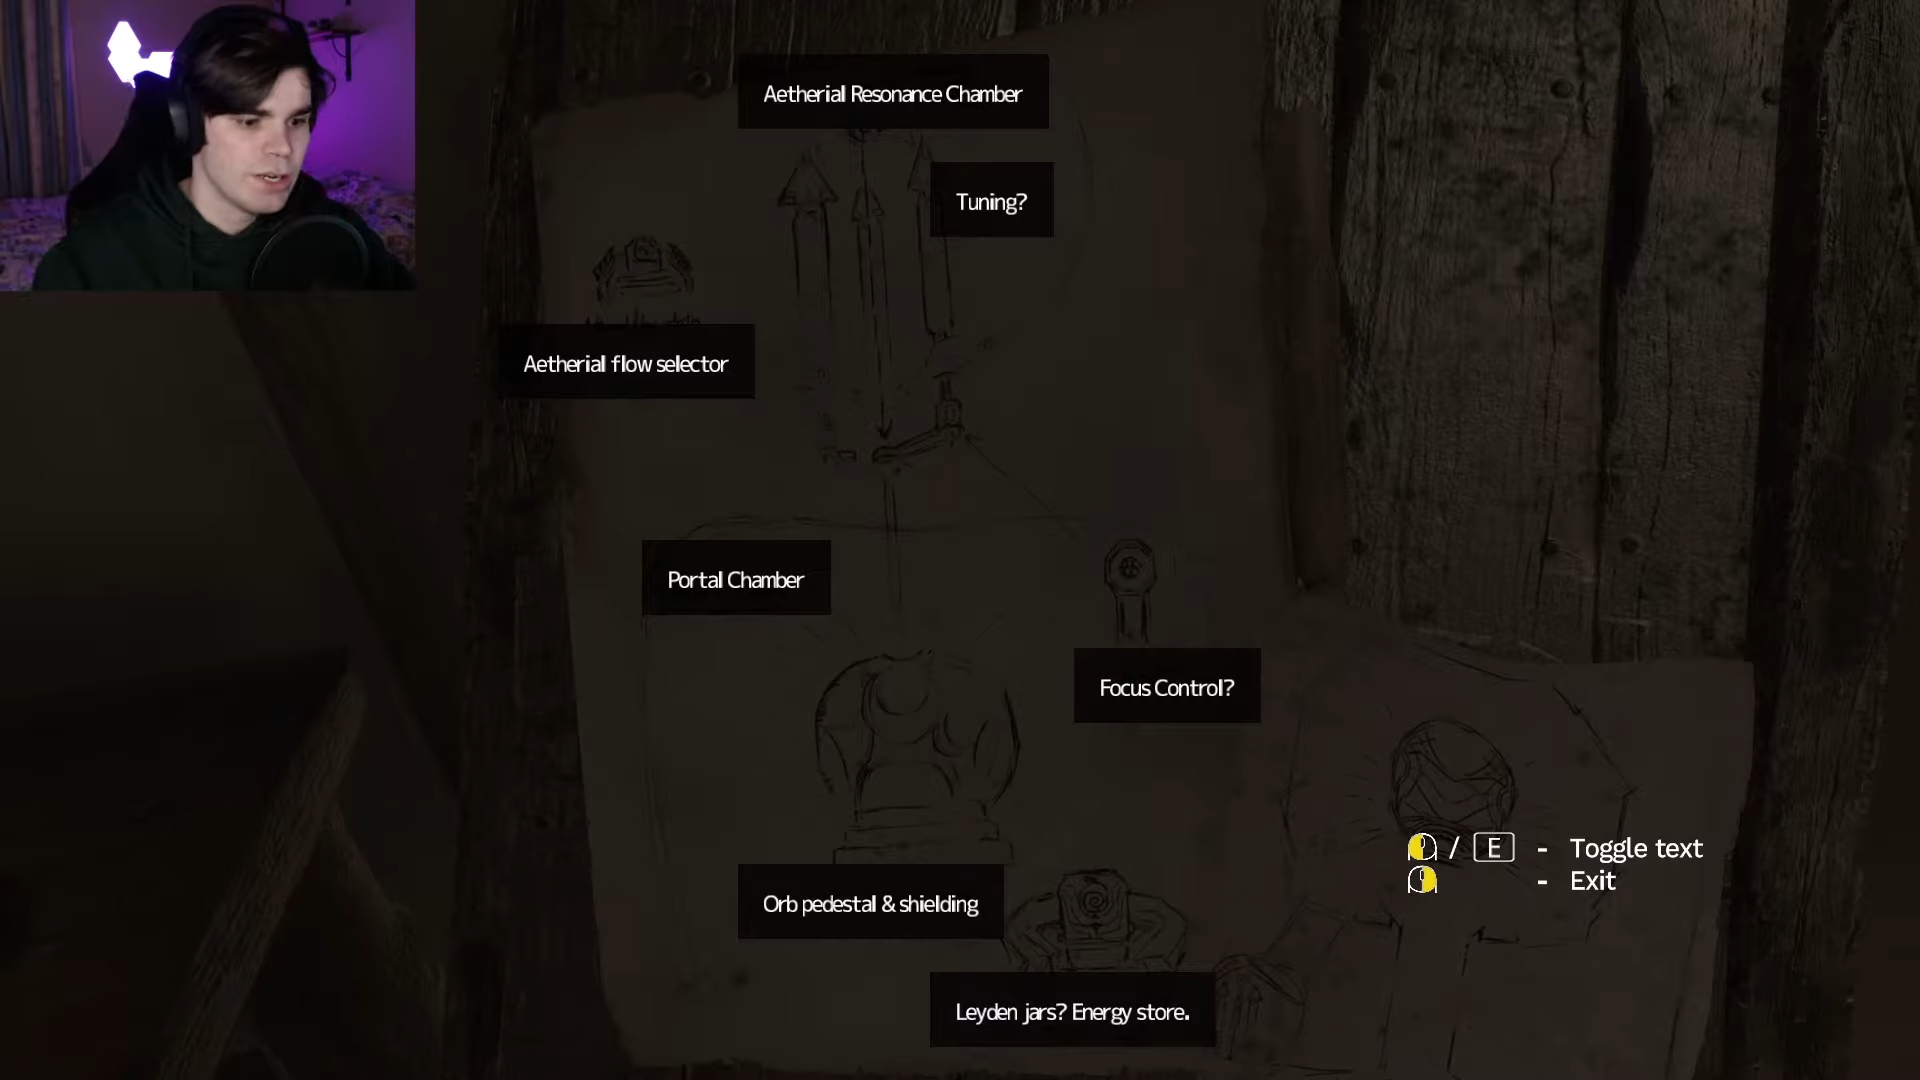 Aetherial Resonance Chamber
Tuning?
Aetherial flow selector
Portal Chamber
Focus Control?
/ E - Toggle text
- Exit
Orb pedestal & shielding
Leyden jars? Energy store.